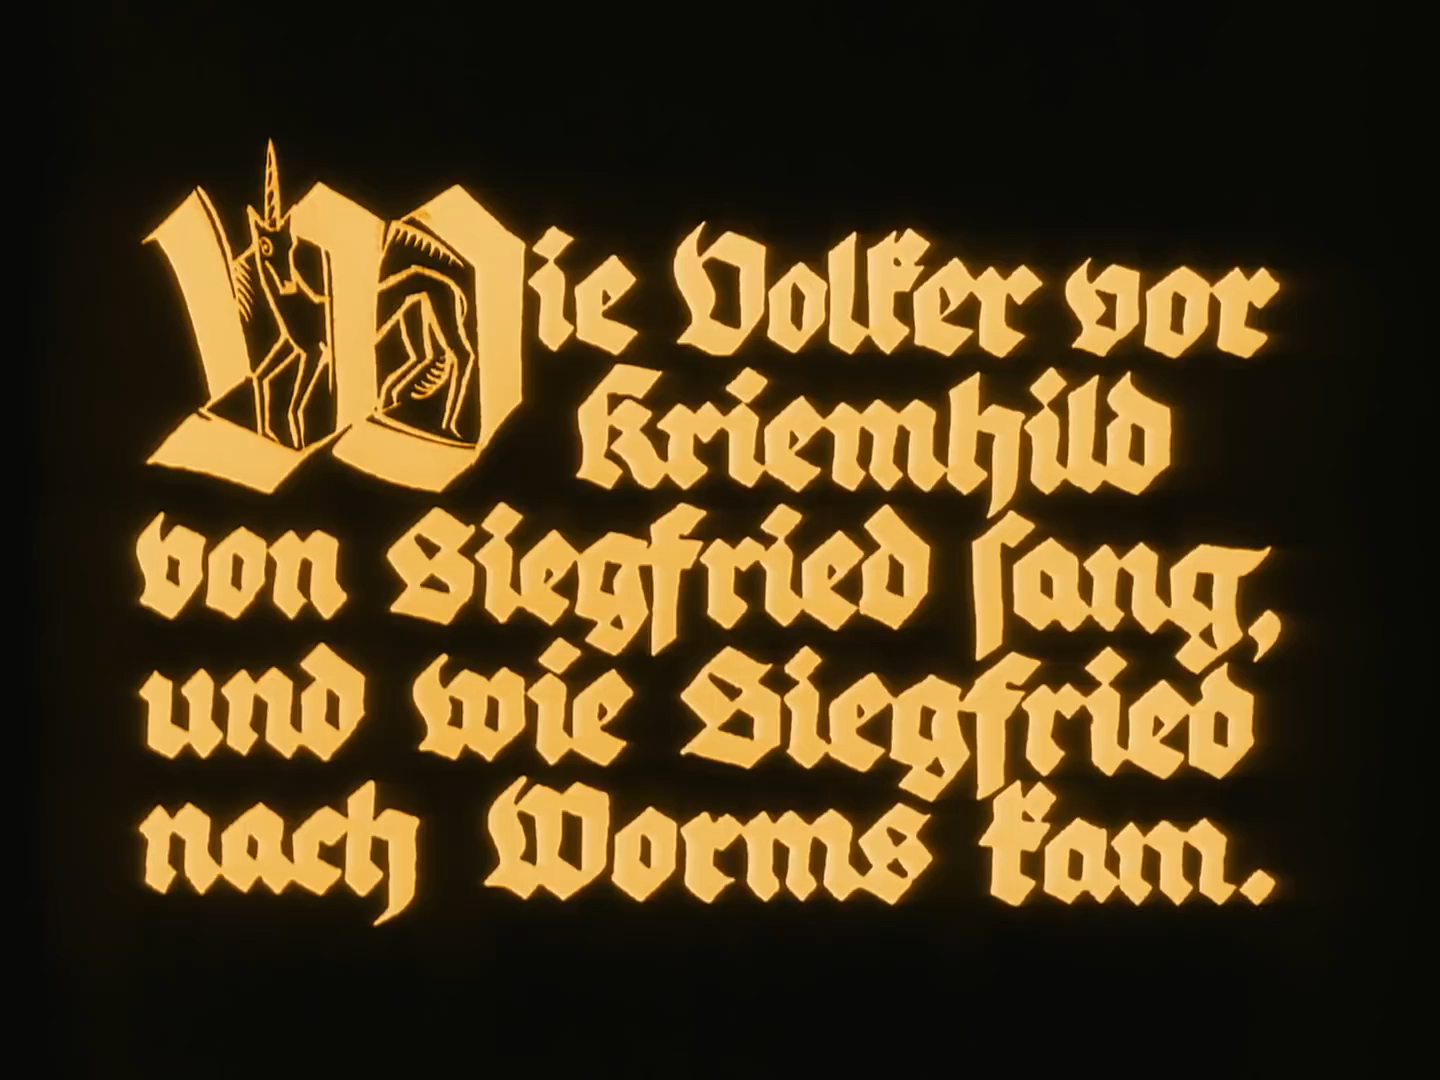 Wie Volker vor
Kriemhild
von Siegfried ſang,
und wie Siegfried
nach Worms kam.